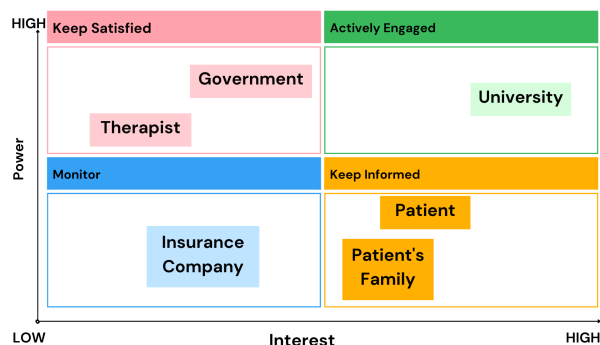 HIGH
Keep Satisfied
Actively Engaged
Government
Therapist
University
Power
Monitor
Keep Informed
Insurance
Company
Patient
Patient's
Family
LOW
Interest
HIGH